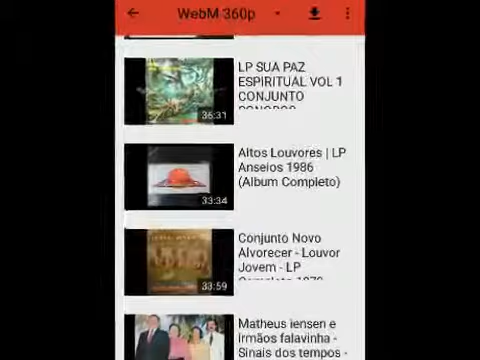 WebM 360p
LP SUA PAZ
ESPIRITUAL VOL 1
CONJUNTO
36:31
Altos Louvores | LP
Anseios 1986
(Album Completo)
33:34
Conjunto Novo
Alvorecer - Louvor
Jovem - LP
33:59
Matheus iensen e
irmãos falavinha -
Sinais dos tempos -